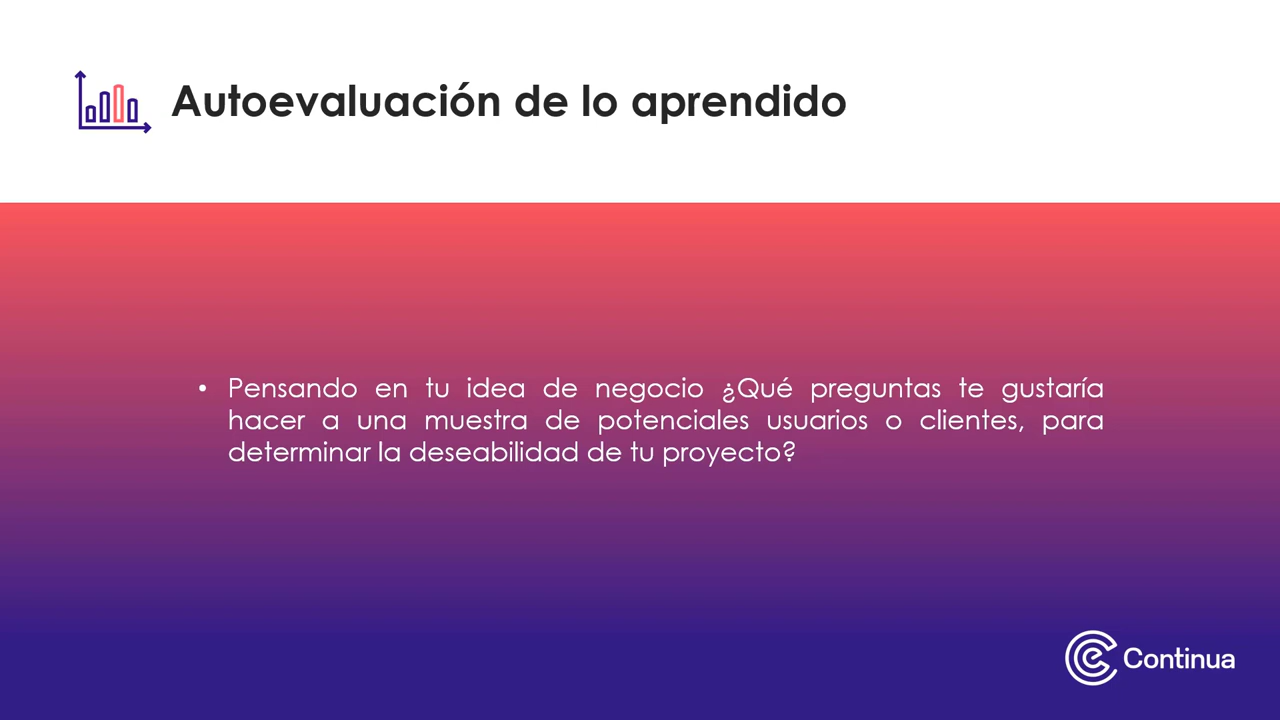 Autoevaluación de lo aprendido
• Pensando en tu idea de negocio ¿Qué preguntas te gustaría
hacer a una muestra de potenciales usuarios o clientes, para
determinar la deseabilidad de tu proyecto?
Continua